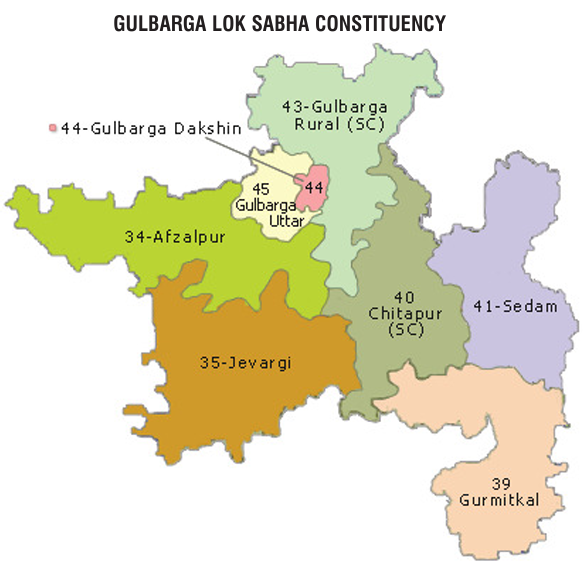 GULBARGA LOK SABHA CONSTITUENCY
43-Gulbarga
Rural (SC)
44-Gulbarga Dakshin
45
Gulbarga
Uttar
44
34-Afzalpur
40
Chitapur
(SC)
41-Sedam
35-Jevargi
39
Gurmitkal